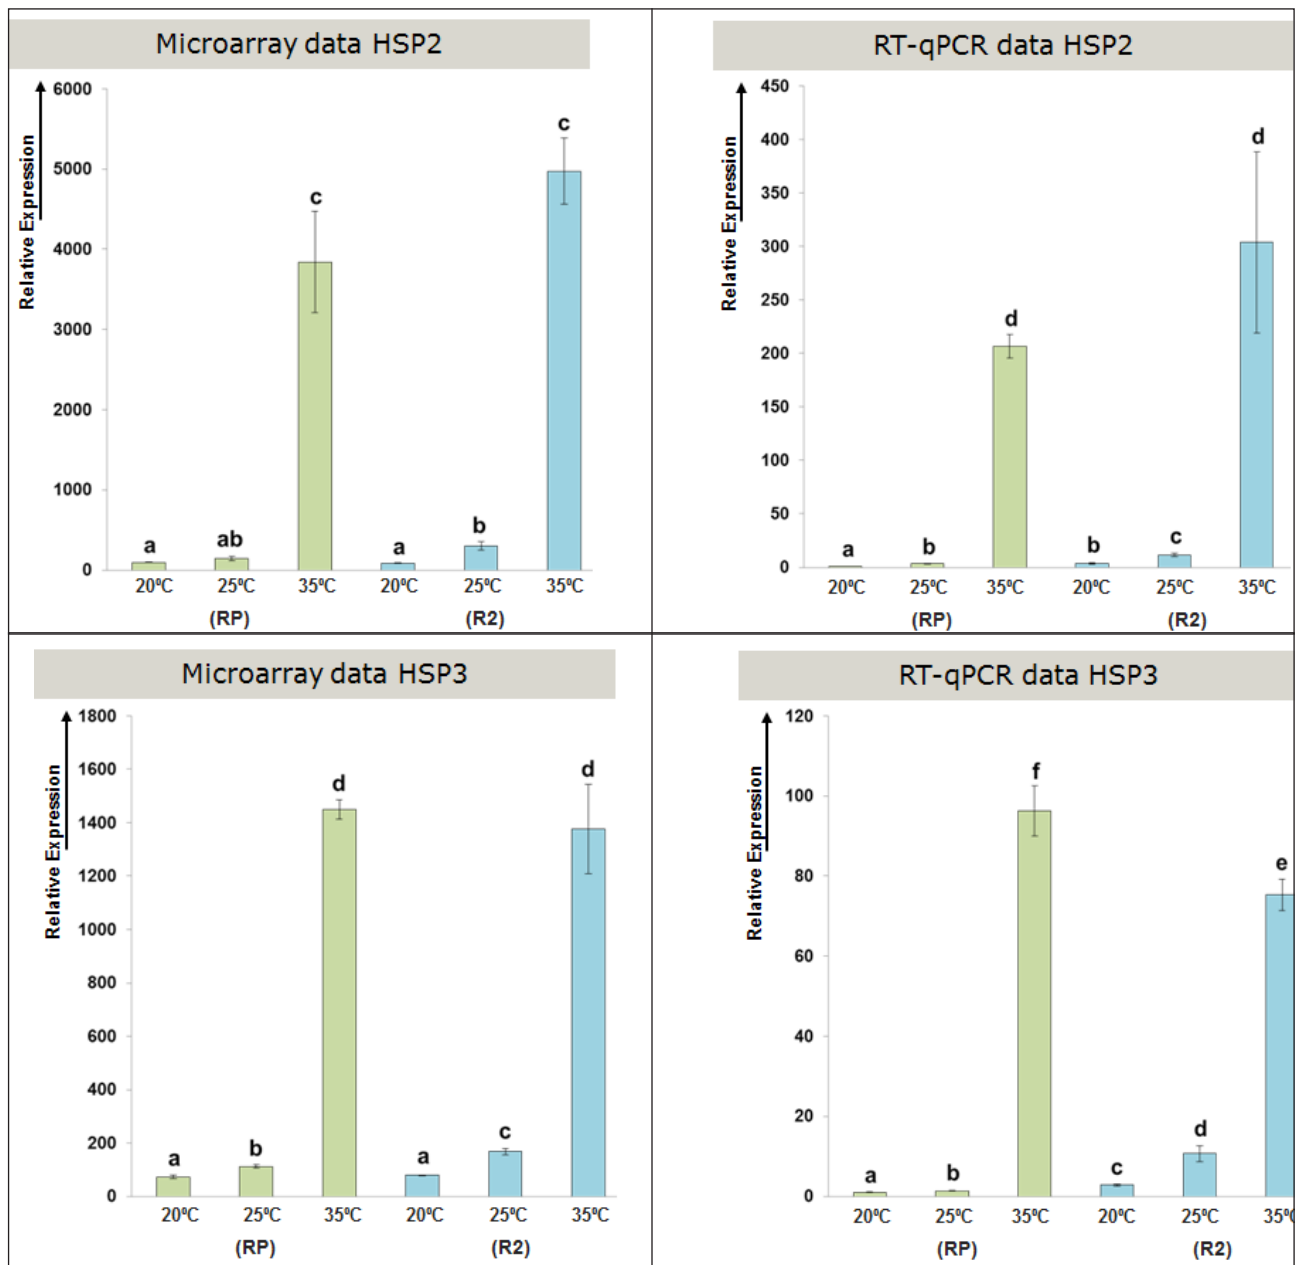 Microarray data HSP2
Relative Expression
6000
5000
4000
3000
2000
1000
0
a
ab
c
a
b
c
20ºC 25ºC 35ºC 20ºC 25ºC 35ºC
(RP) (R2)
RT-qPCR data HSP2
Relative Expression
450
400
350
300
250
200
150
100
50
0
a
b
d
b
c
d
20ºC 25ºC 35ºC 20ºC 25ºC 35ºC
(RP) (R2)
Microarray data HSP3
Relative Expression
1800
1600
1400
1200
1000
800
600
400
200
0
a
b
d
a
c
d
20ºC 25ºC 35ºC 20ºC 25ºC 35ºC
(RP) (R2)
RT-qPCR data HSP3
Relative Expression
120
100
80
60
40
20
0
a
b
f
c
d
e
20ºC 25ºC 35ºC 20ºC 25ºC 35ºC
(RP) (R2)